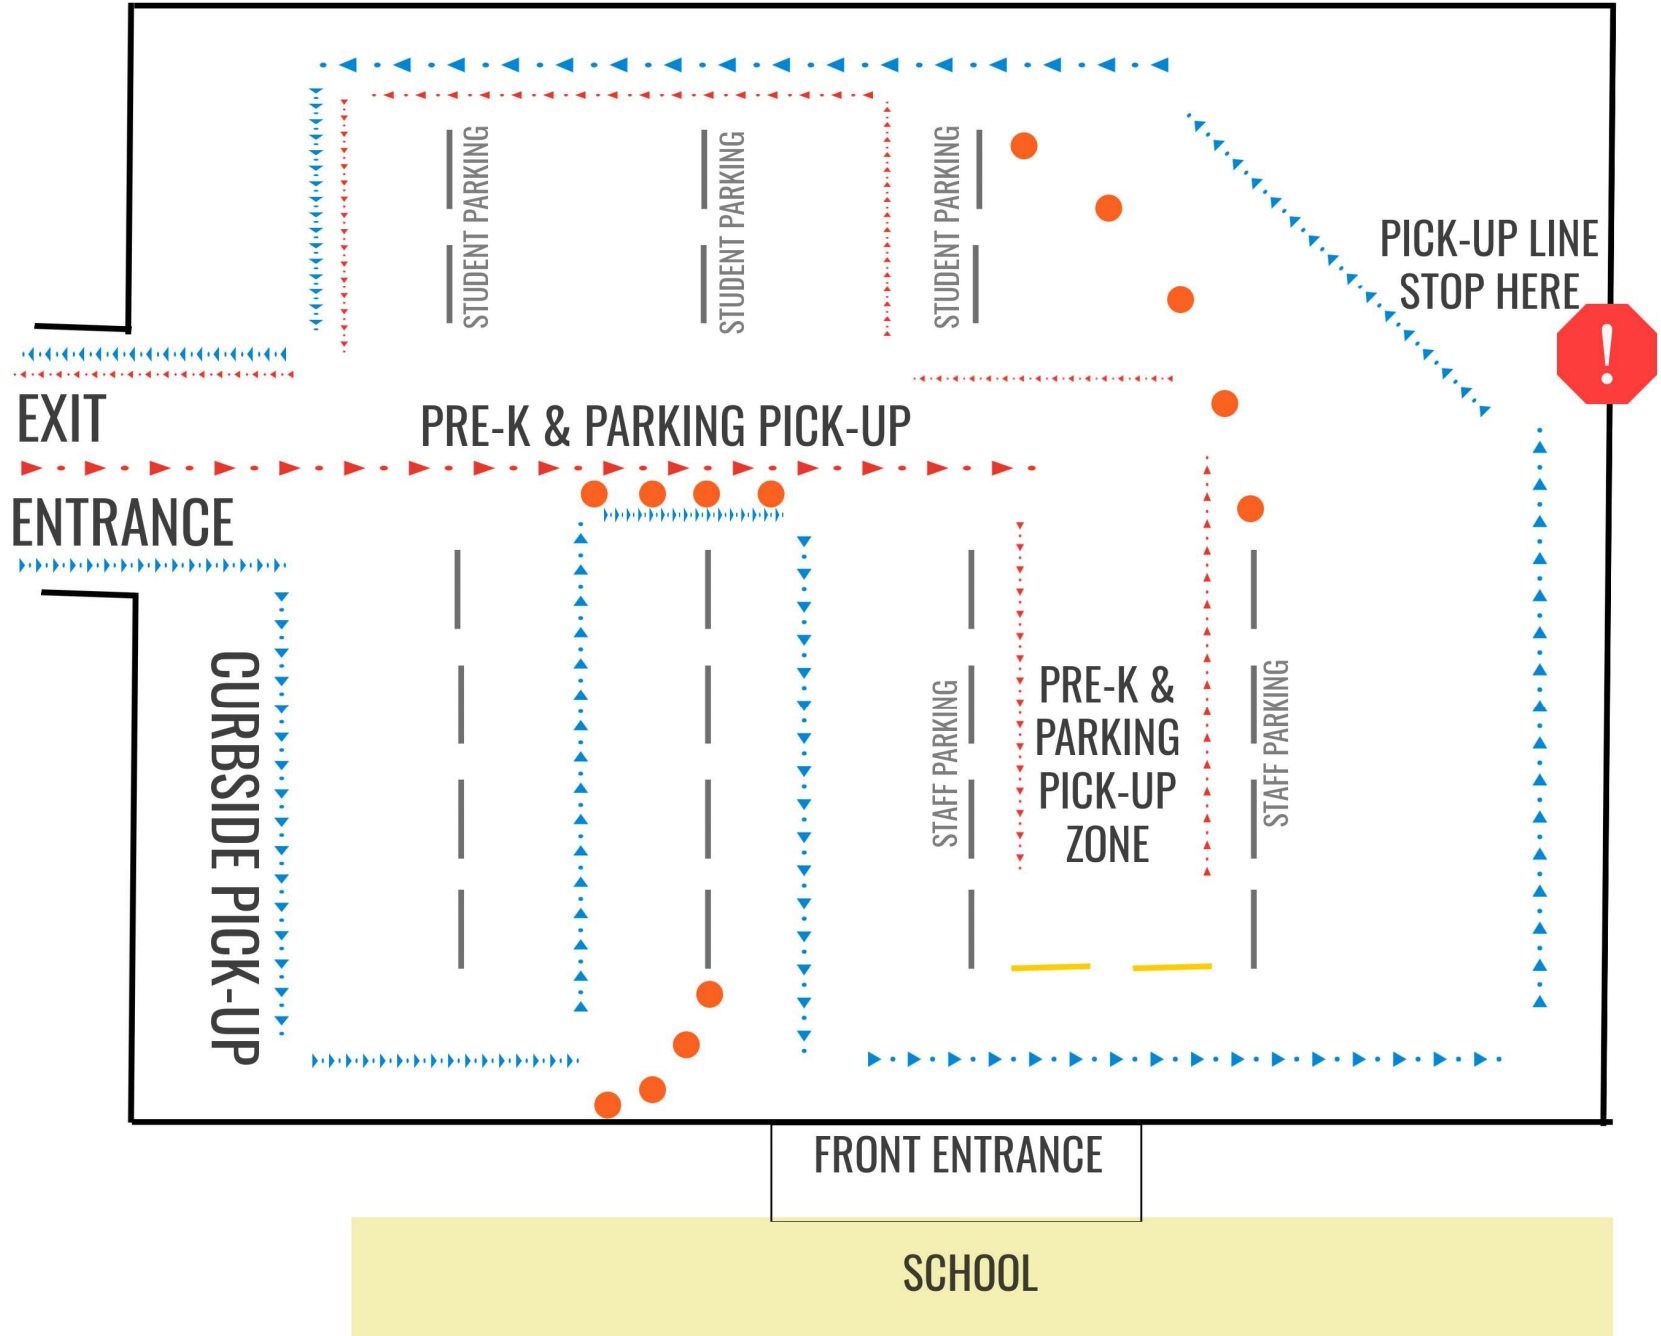 STUDENT PARKING
STUDENT PARKING
STUDENT PARKING
PICK-UP LINE
STOP HERE
!
EXIT
PRE-K & PARKING PICK-UP
ENTRANCE
CURBSIDE PICK-UP
STAFF PARKING
PRE-K &
PARKING
PICK-UP
ZONE
STAFF PARKING
FRONT ENTRANCE
SCHOOL